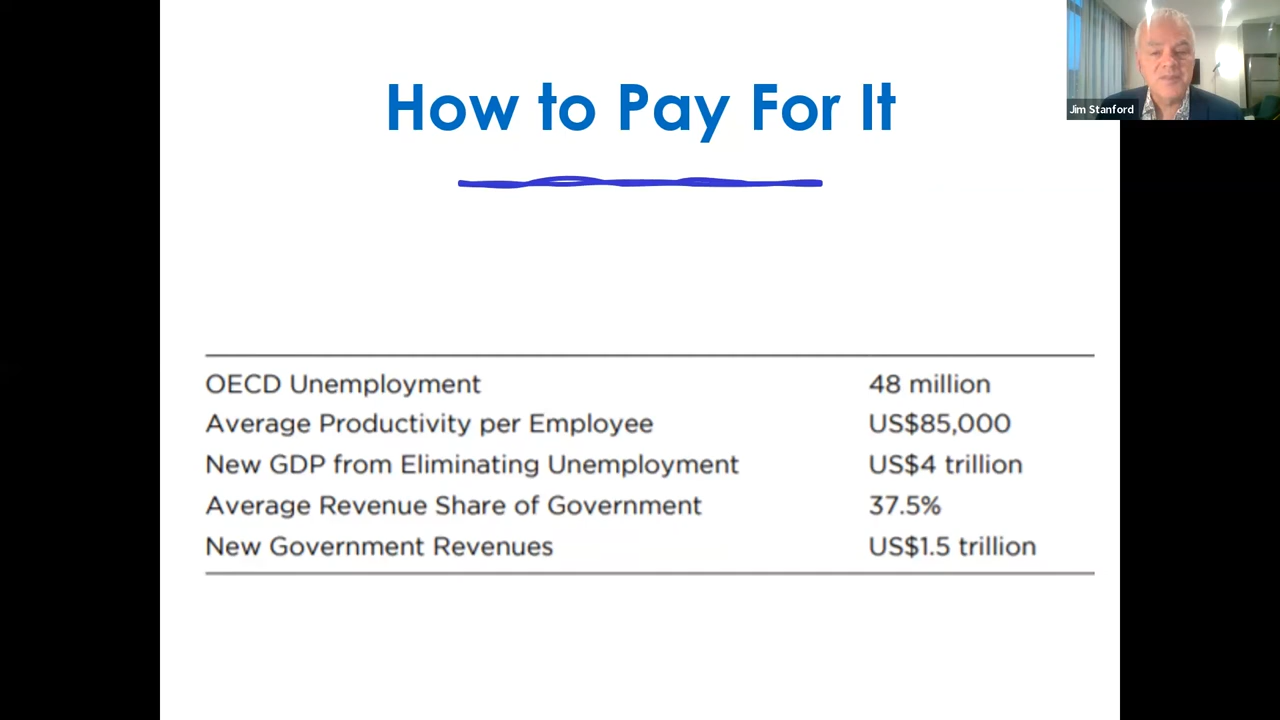 How to Pay For It
Jim Stanford
OECD Unemployment 48 million
Average Productivity per Employee US$85,000
New GDP from Eliminating Unemployment US$4 trillion
Average Revenue Share of Government 37.5%
New Government Revenues US$1.5 trillion